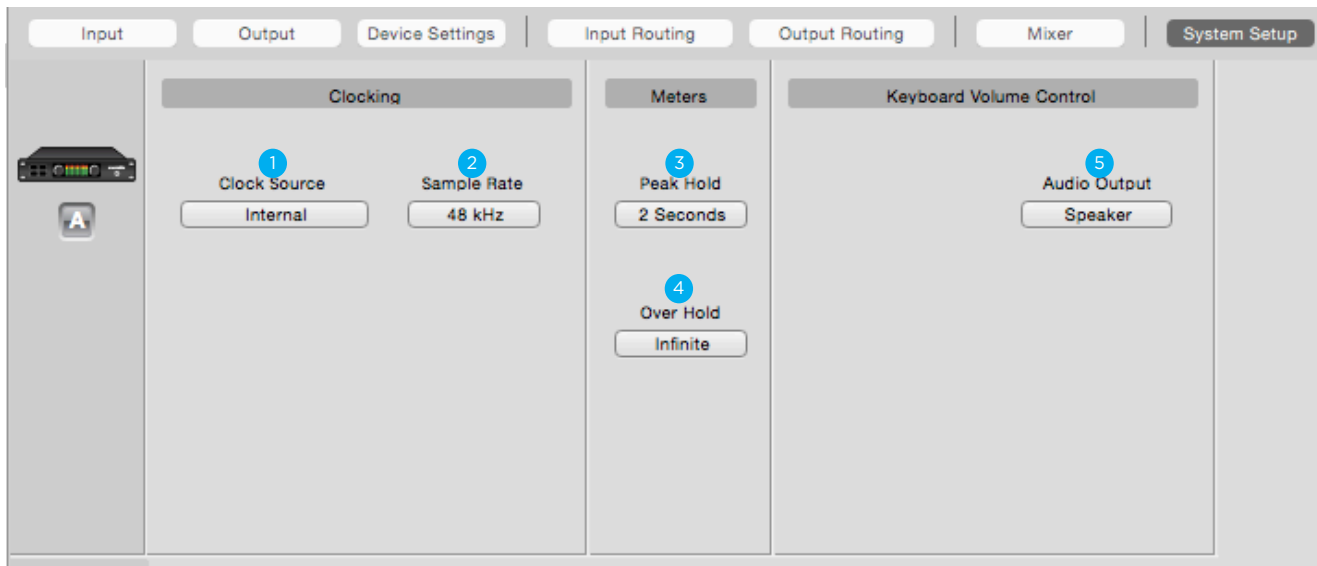 Input Output Device Settings Input Routing Output Routing Mixer System Setup
Clocking Meters Keyboard Volume Control
1 2 3 5
Clock Source Sample Rate Peak Hold Audio Output
Internal 48 kHz 2 Seconds Speaker
A
4
Over Hold
Infinite